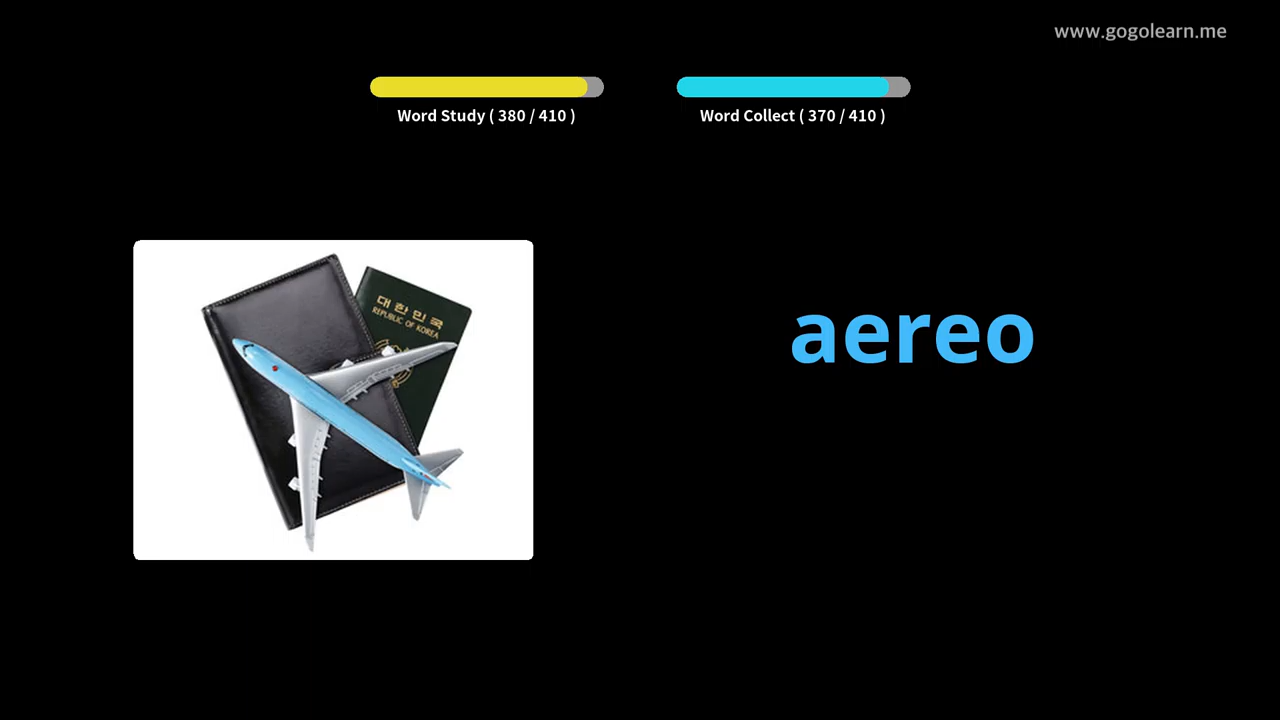 www.gogolearn.me
Word Study ( 380 / 410 )
Word Collect ( 370 / 410 )
대한민국
REPUBLIC OF KOREA
aereo